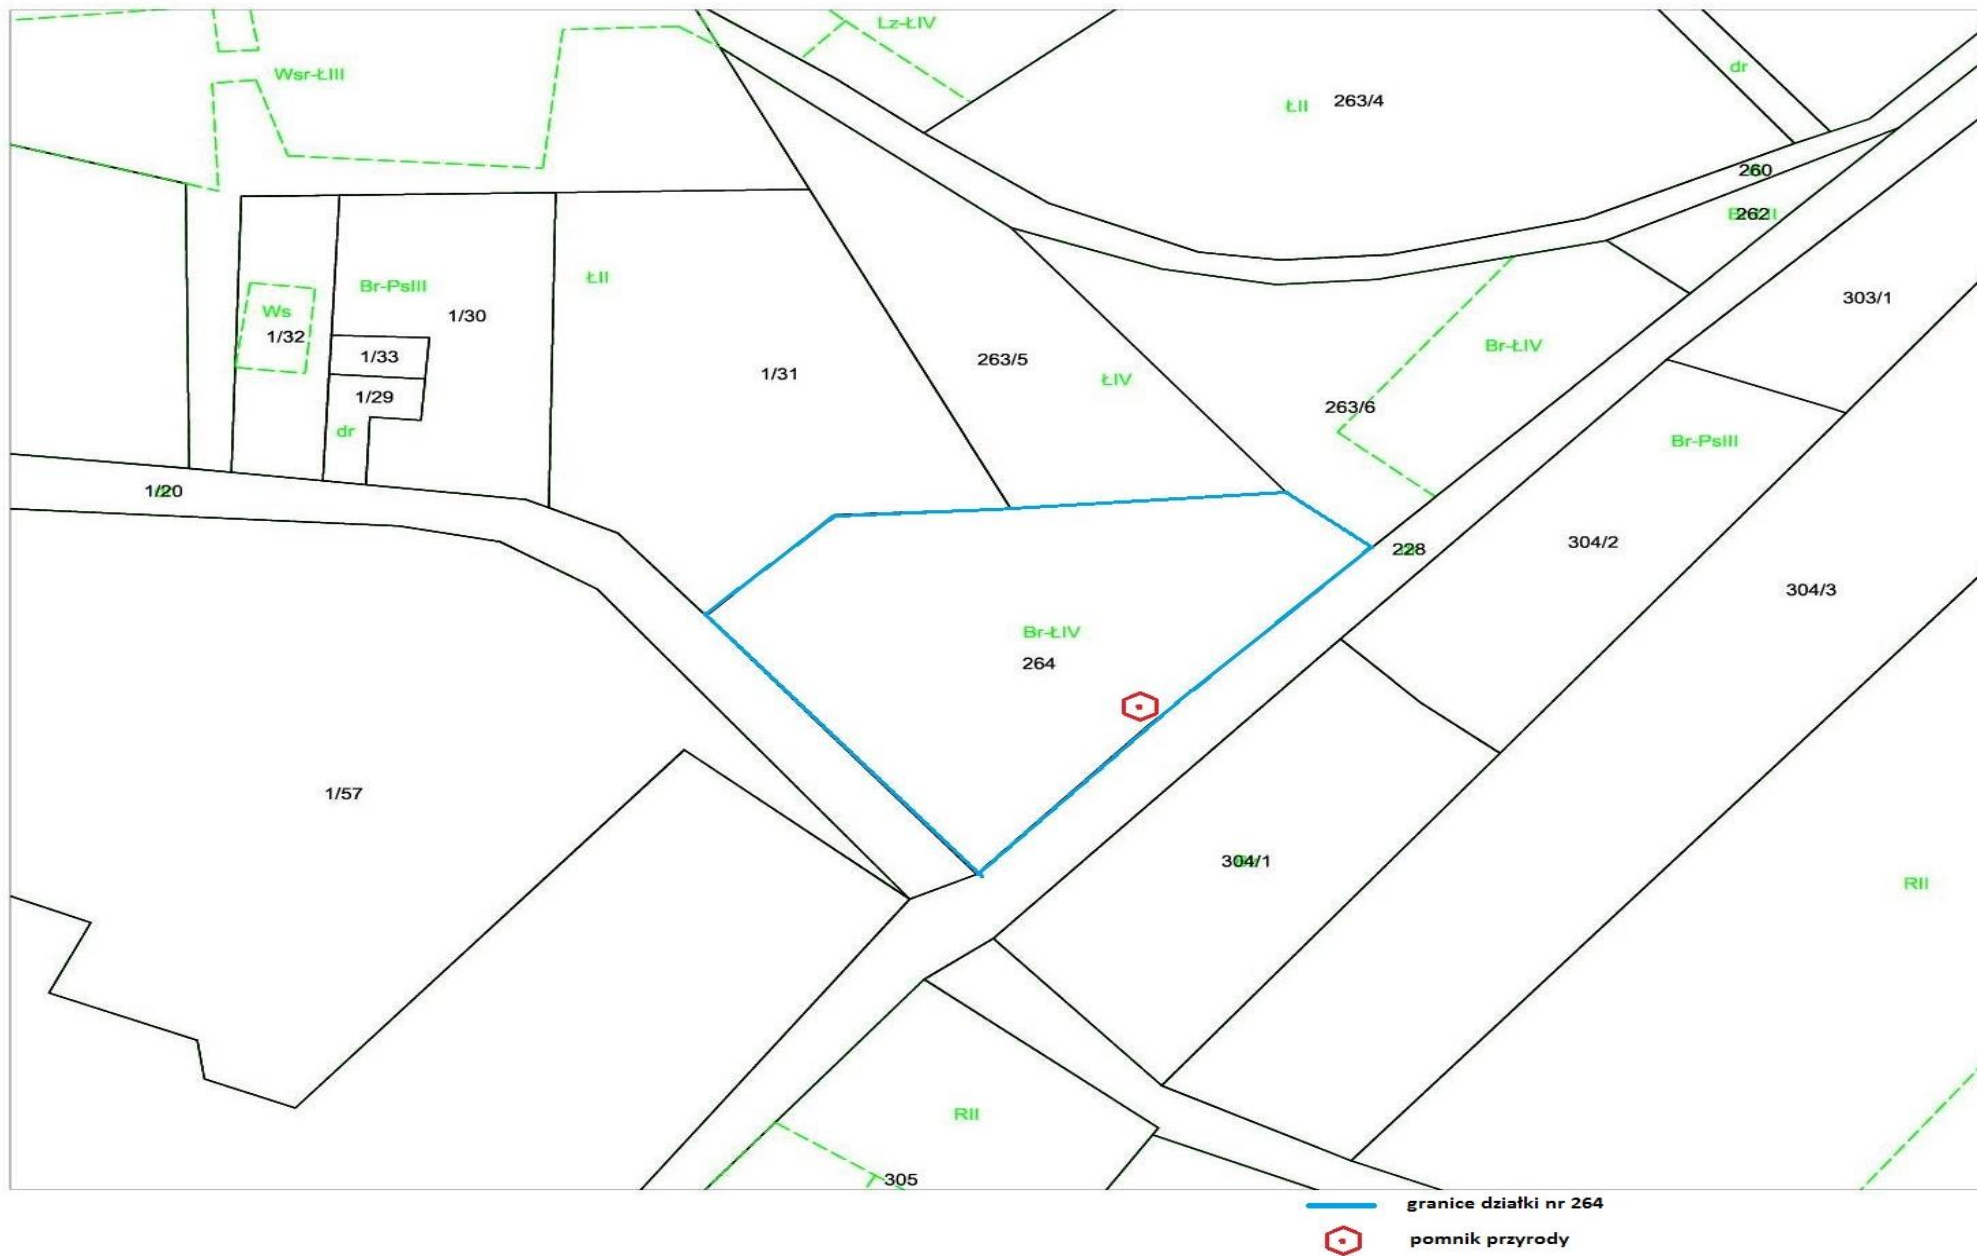 Lz-ŁIV
Wsr-ŁIII
dr
ŁII 263/4
260
262
ŁII
Br-PsIII
303/1
Ws
1/30
1/32
Br-ŁIV
1/33
263/5
1/31
ŁIV
1/29
263/6
dr
Br-PsIII
1/20
304/2
228
304/3
Br-ŁIV
264
1/57
304/1
RII
RII
305
granice działki nr 264
pomnik przyrody